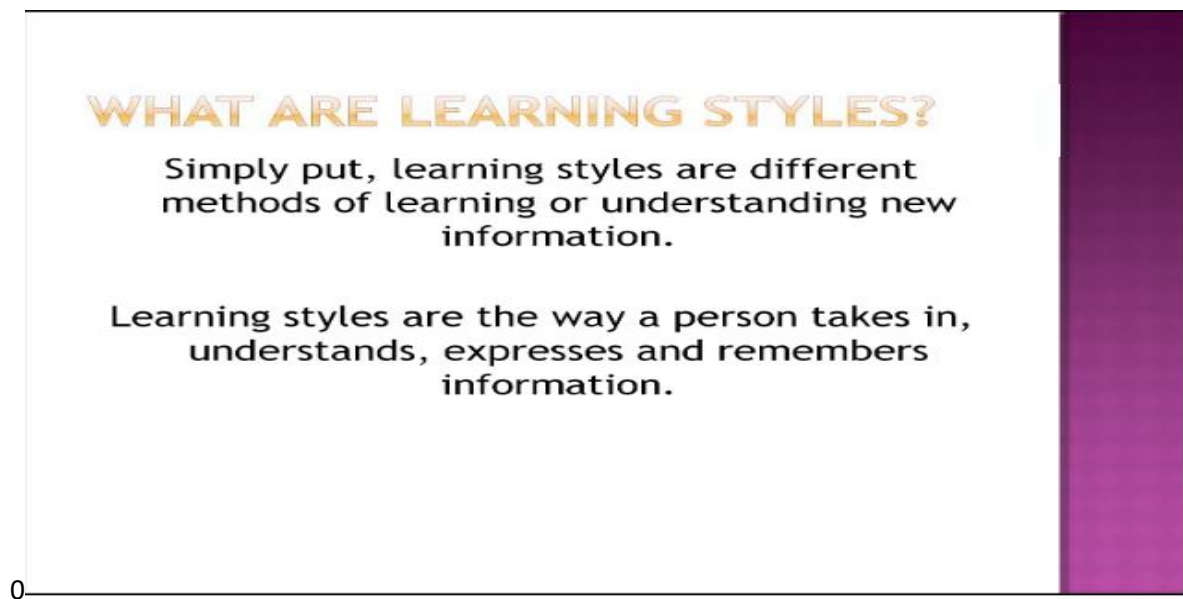 WHAT ARE LEARNING STYLES?
Simply put, learning styles are different
methods of learning or understanding new
information.
Learning styles are the way a person takes in,
understands, expresses and remembers
information.
0